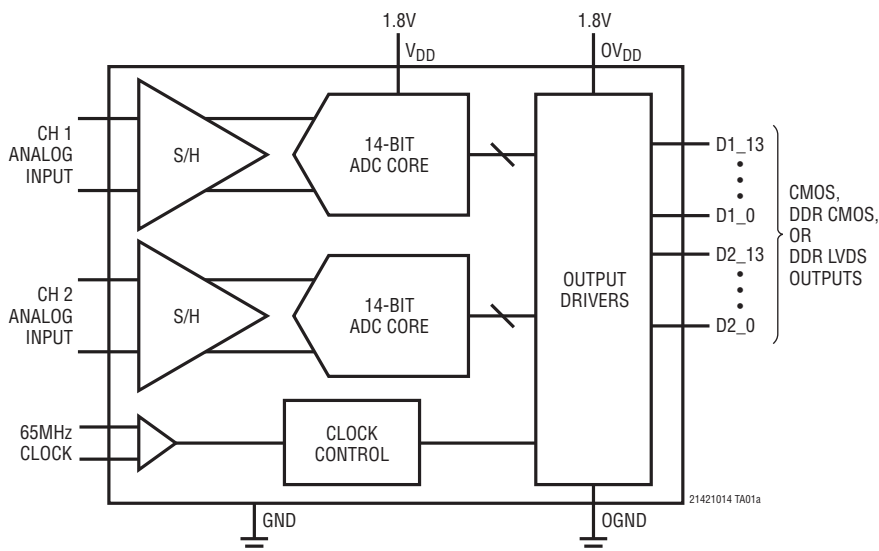 1.8V
1.8V
VDD
OVDD
CH 1
ANALOG
INPUT
S/H
14-BIT
ADC CORE
D1_13
D1_0
CH 2
ANALOG
INPUT
S/H
14-BIT
ADC CORE
OUTPUT
DRIVERS
D2_13
D2_0
CMOS,
DDR CMOS,
OR
DDR LVDS
OUTPUTS
65MHz
CLOCK
CLOCK
CONTROL
21421014 TA01a
GND
OGND